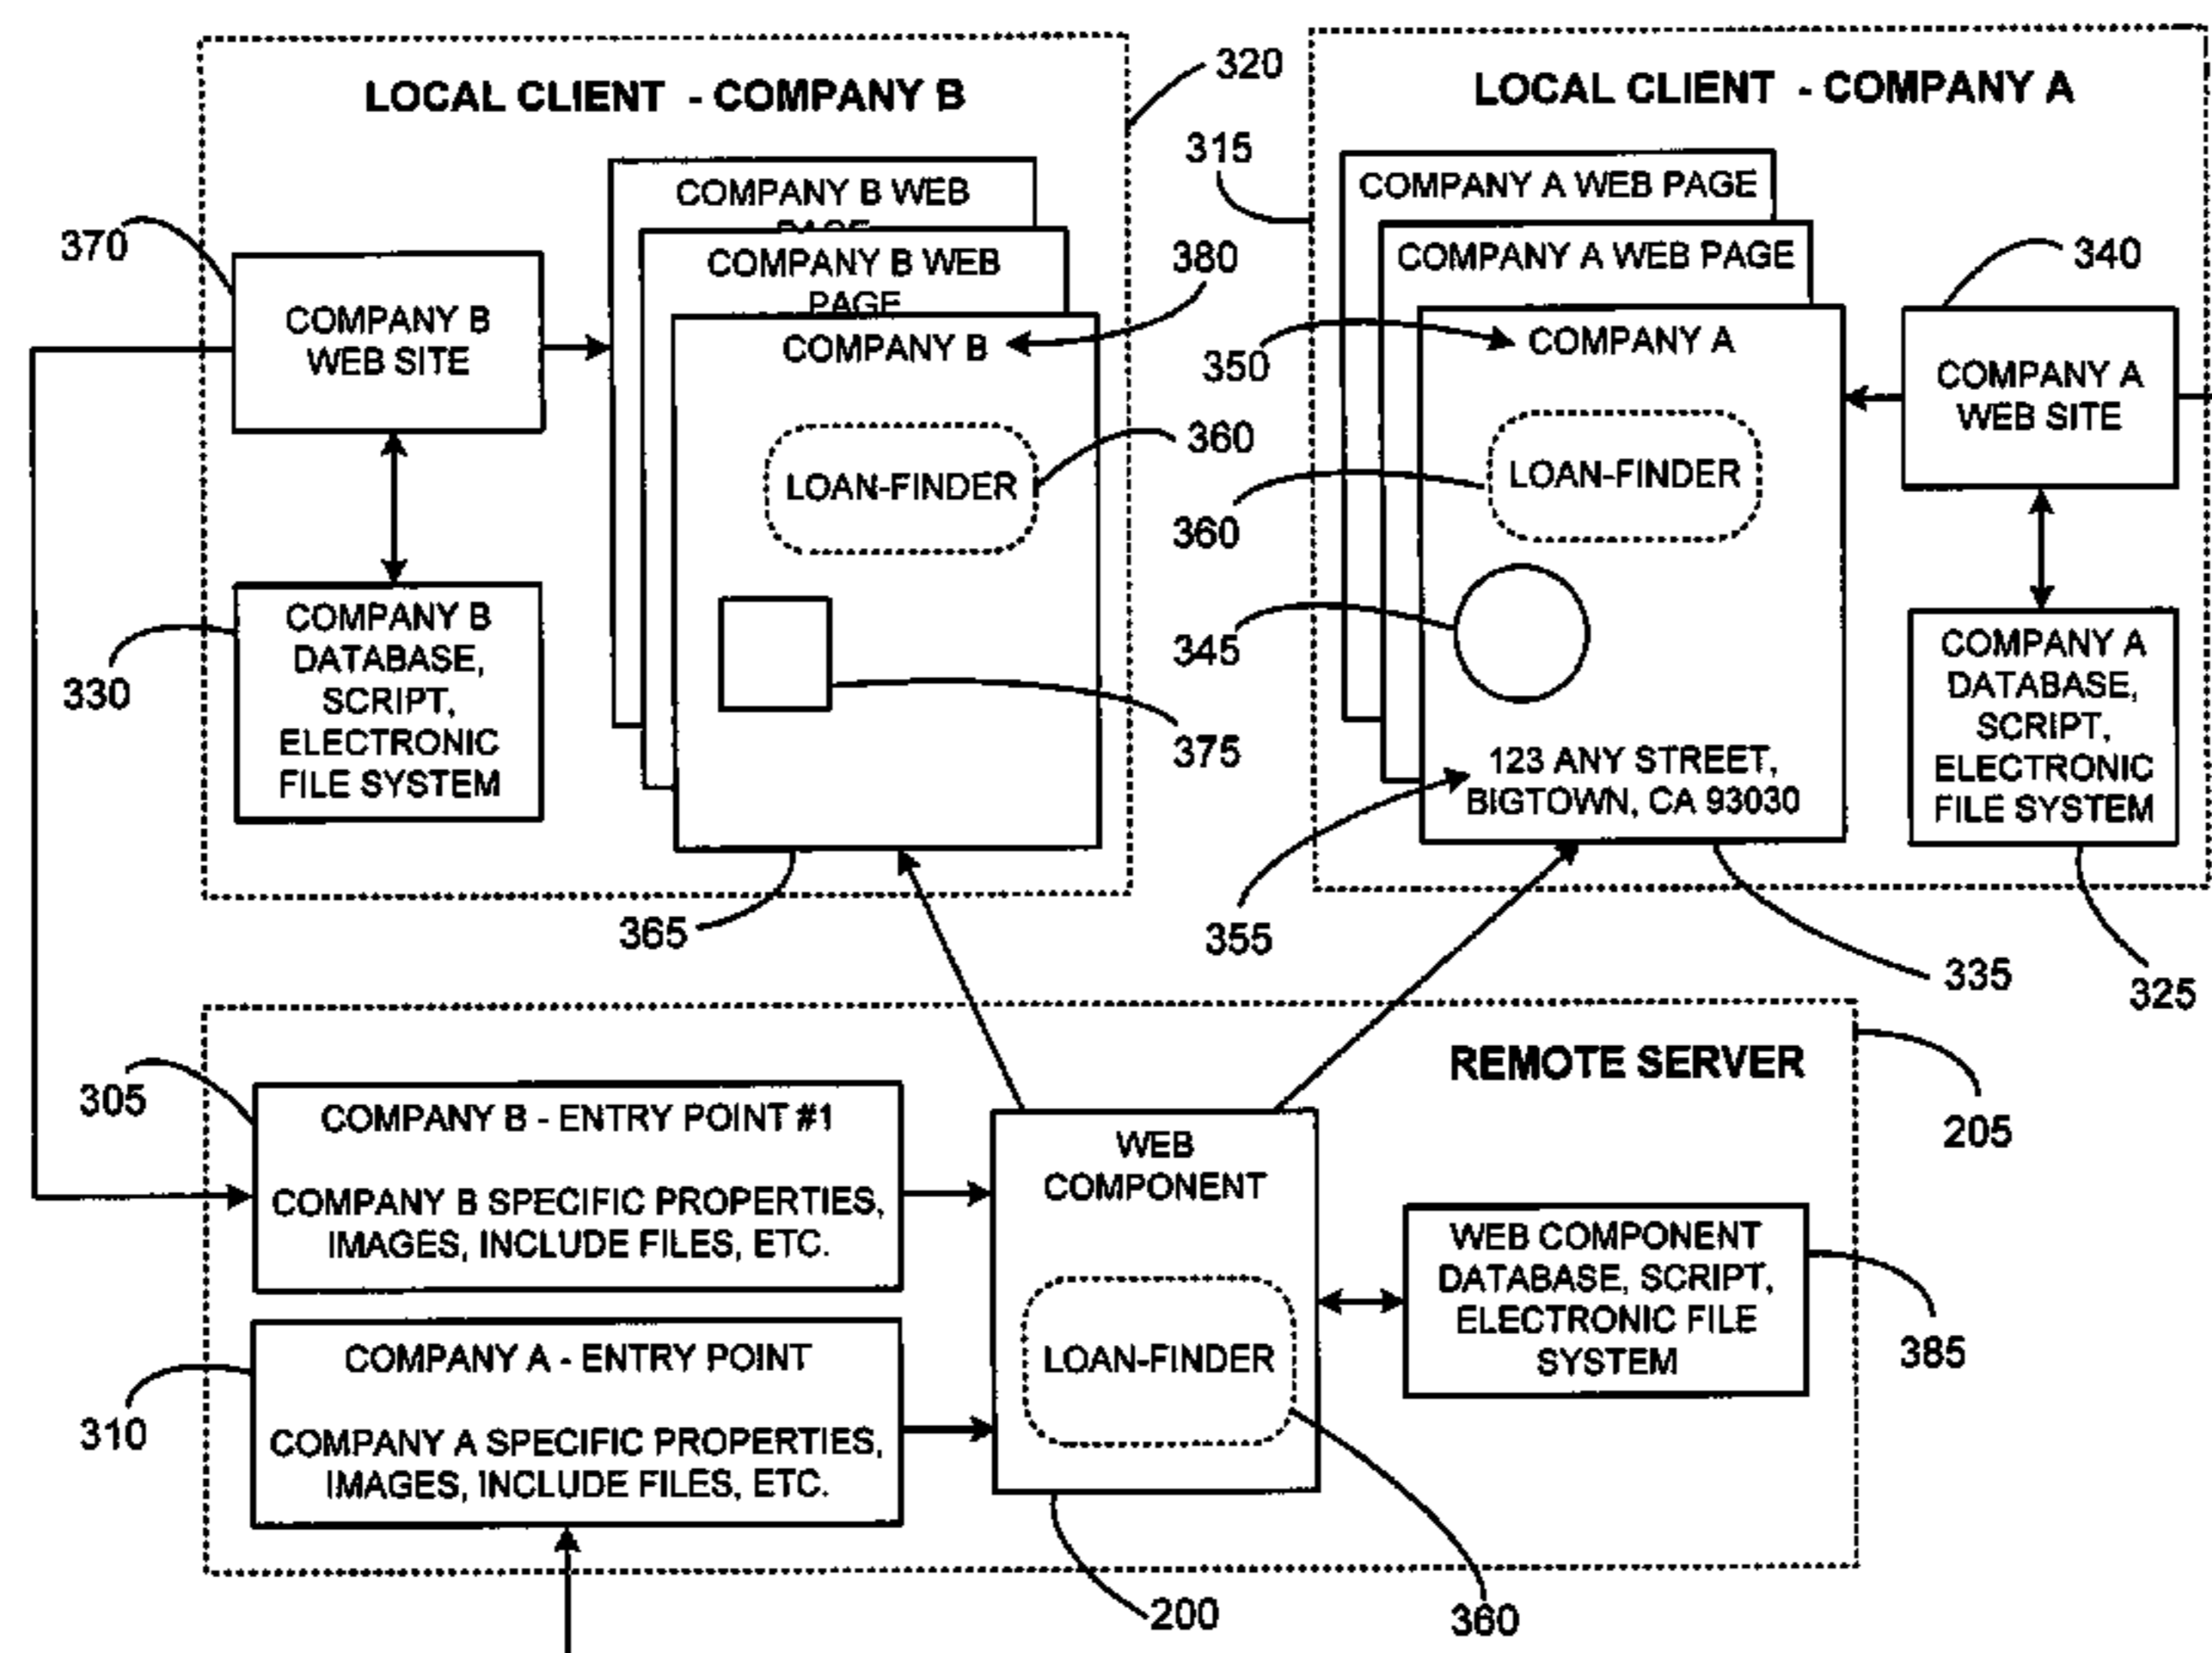 LOCAL CLIENT - COMPANY B
320
370
COMPANY B
WEB SITE
COMPANY B WEB
PAGE
COMPANY B WEB
PAGE
COMPANY B
380
LOAN-FINDER
360
330
COMPANY B
DATABASE,
SCRIPT,
ELECTRONIC
FILE SYSTEM
375
365
LOCAL CLIENT - COMPANY A
315
COMPANY A WEB PAGE
COMPANY A WEB PAGE
350
COMPANY A
340
COMPANY A
WEB SITE
360
LOAN-FINDER
345
123 ANY STREET,
BIGTOWN, CA 93030
355
COMPANY A
DATABASE,
SCRIPT,
ELECTRONIC
FILE SYSTEM
335
325
REMOTE SERVER
205
305
COMPANY B - ENTRY POINT #1
COMPANY B SPECIFIC PROPERTIES,
IMAGES, INCLUDE FILES, ETC.
310
COMPANY A - ENTRY POINT
COMPANY A SPECIFIC PROPERTIES,
IMAGES, INCLUDE FILES, ETC.
WEB
COMPONENT
LOAN-FINDER
200
360
WEB COMPONENT
DATABASE, SCRIPT,
ELECTRONIC FILE
SYSTEM
385